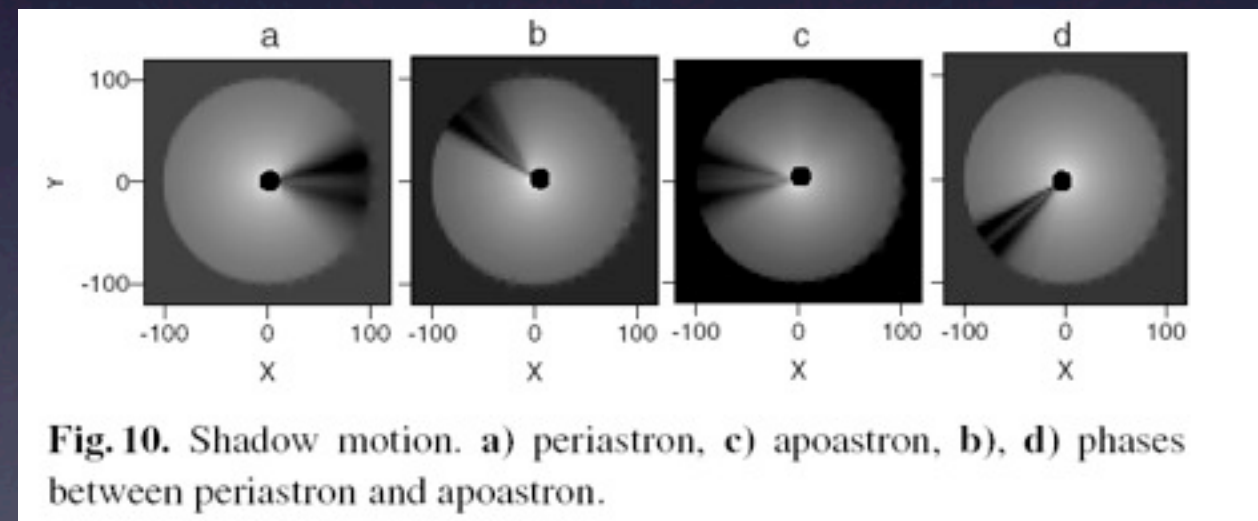 a b c d
100
0
-100
Y
-100 0 100 -100 0 100 -100 0 100 -100 0 100
X X X X
Fig. 10. Shadow motion. a) periastron, c) apoastron, b), d) phases
between periastron and apoastron.